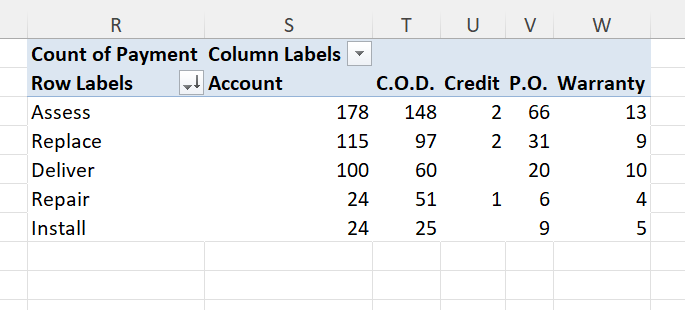 R S T U V W
Count of Payment Column Labels
Row Labels Account C.O.D. Credit P.O. Warranty
Assess 178 148 2 66 13
Replace 115 97 2 31 9
Deliver 100 60 20 10
Repair 24 51 1 6 4
Install 24 25 9 5